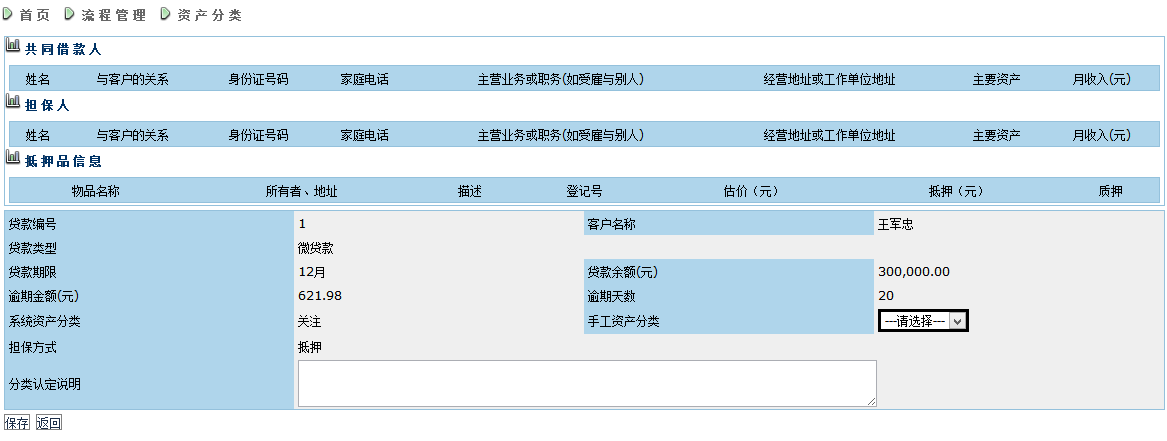 首页 流程管理 资产分类
共同借款人
姓名 与客户的关系 身份证号码 家庭电话 主营业务或职务(如受雇与别人) 经营地址或工作单位地址 主要资产 月收入(元)
担保人
姓名 与客户的关系 身份证号码 家庭电话 主营业务或职务(如受雇与别人) 经营地址或工作单位地址 主要资产 月收入(元)
抵押品信息
物品名称 所有者、地址 描述 登记号 估价（元） 抵押（元） 质押
贷款编号 1 客户名称 王军忠
贷款类型 微贷款
贷款期限 12月 贷款余额(元) 300,000.00
逾期金额(元) 621.98 逾期天数 20
系统资产分类 关注 手工资产分类 ---请选择---
担保方式 抵押
分类认定说明
保存 返回